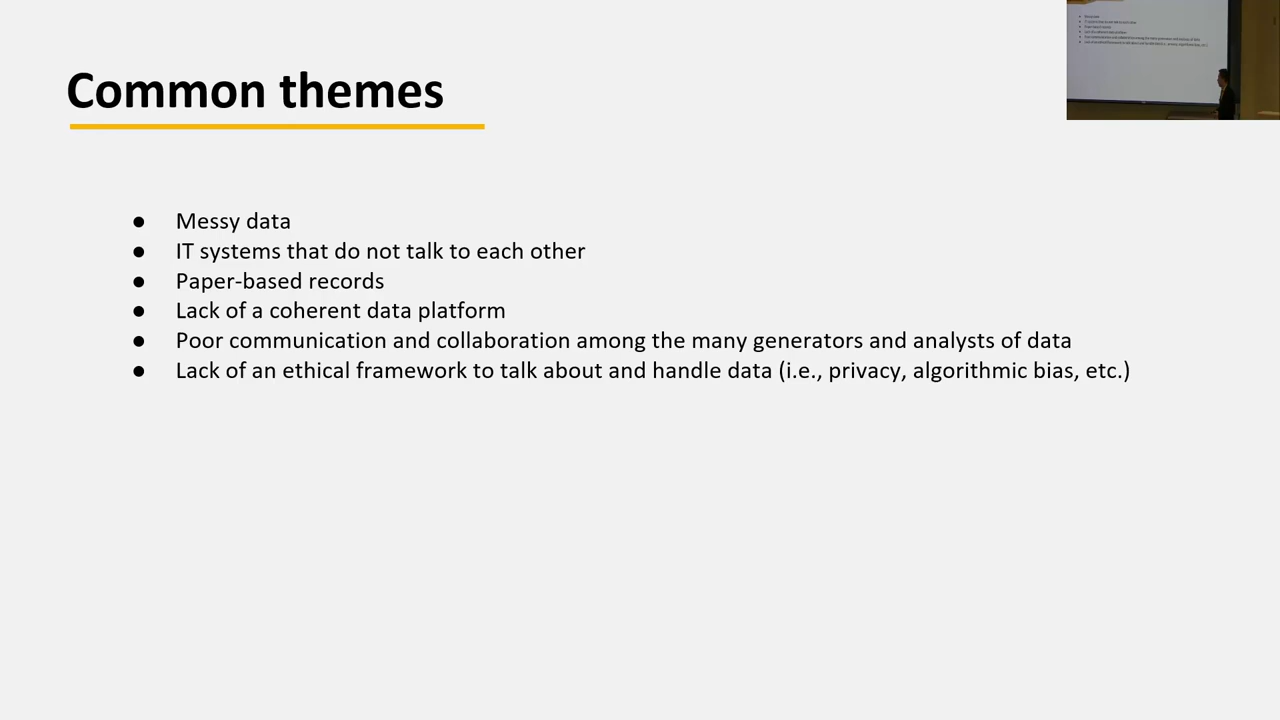 Common themes
● Messy data
● IT systems that do not talk to each other
● Paper-based records
● Lack of a coherent data platform
● Poor communication and collaboration among the many generators and analysts of data
● Lack of an ethical framework to talk about and handle data (i.e., privacy, algorithmic bias, etc.)